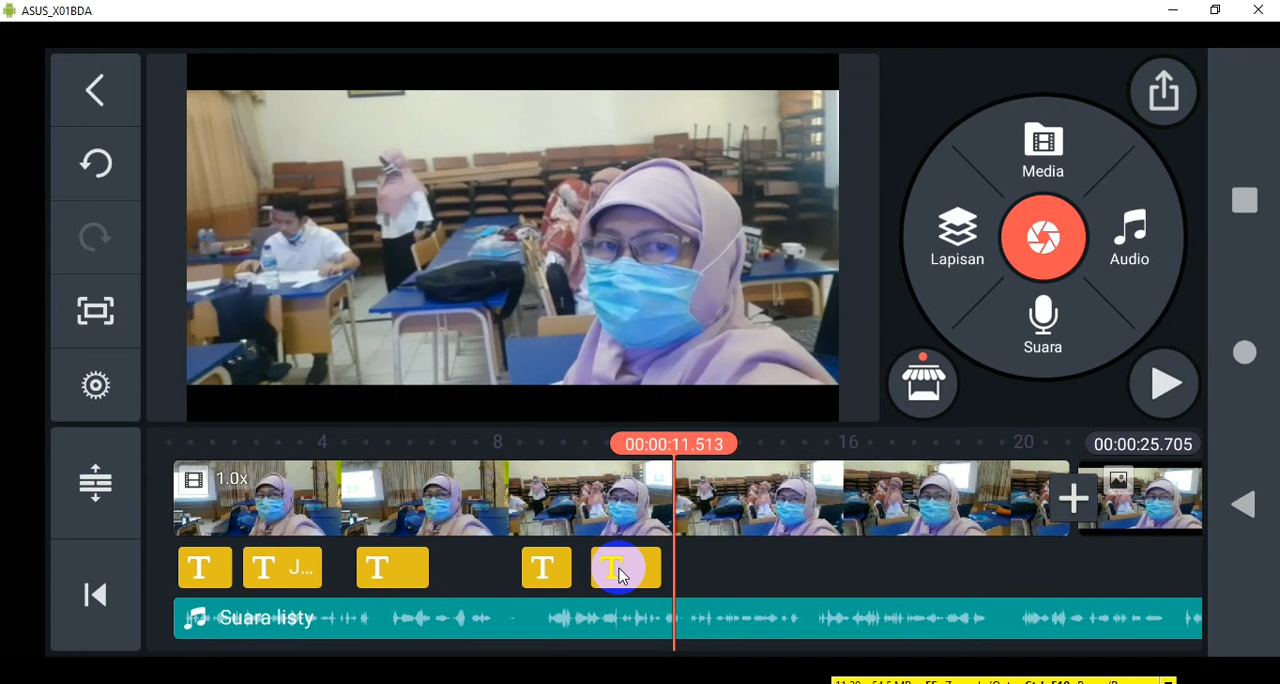 ASUS_X01BDA
Media
Lapisan
Audio
Suara
4
8
00:00:11.513
16
20
00:00:25.705
1.0x
T
T J...
T
T
T
Suara listy